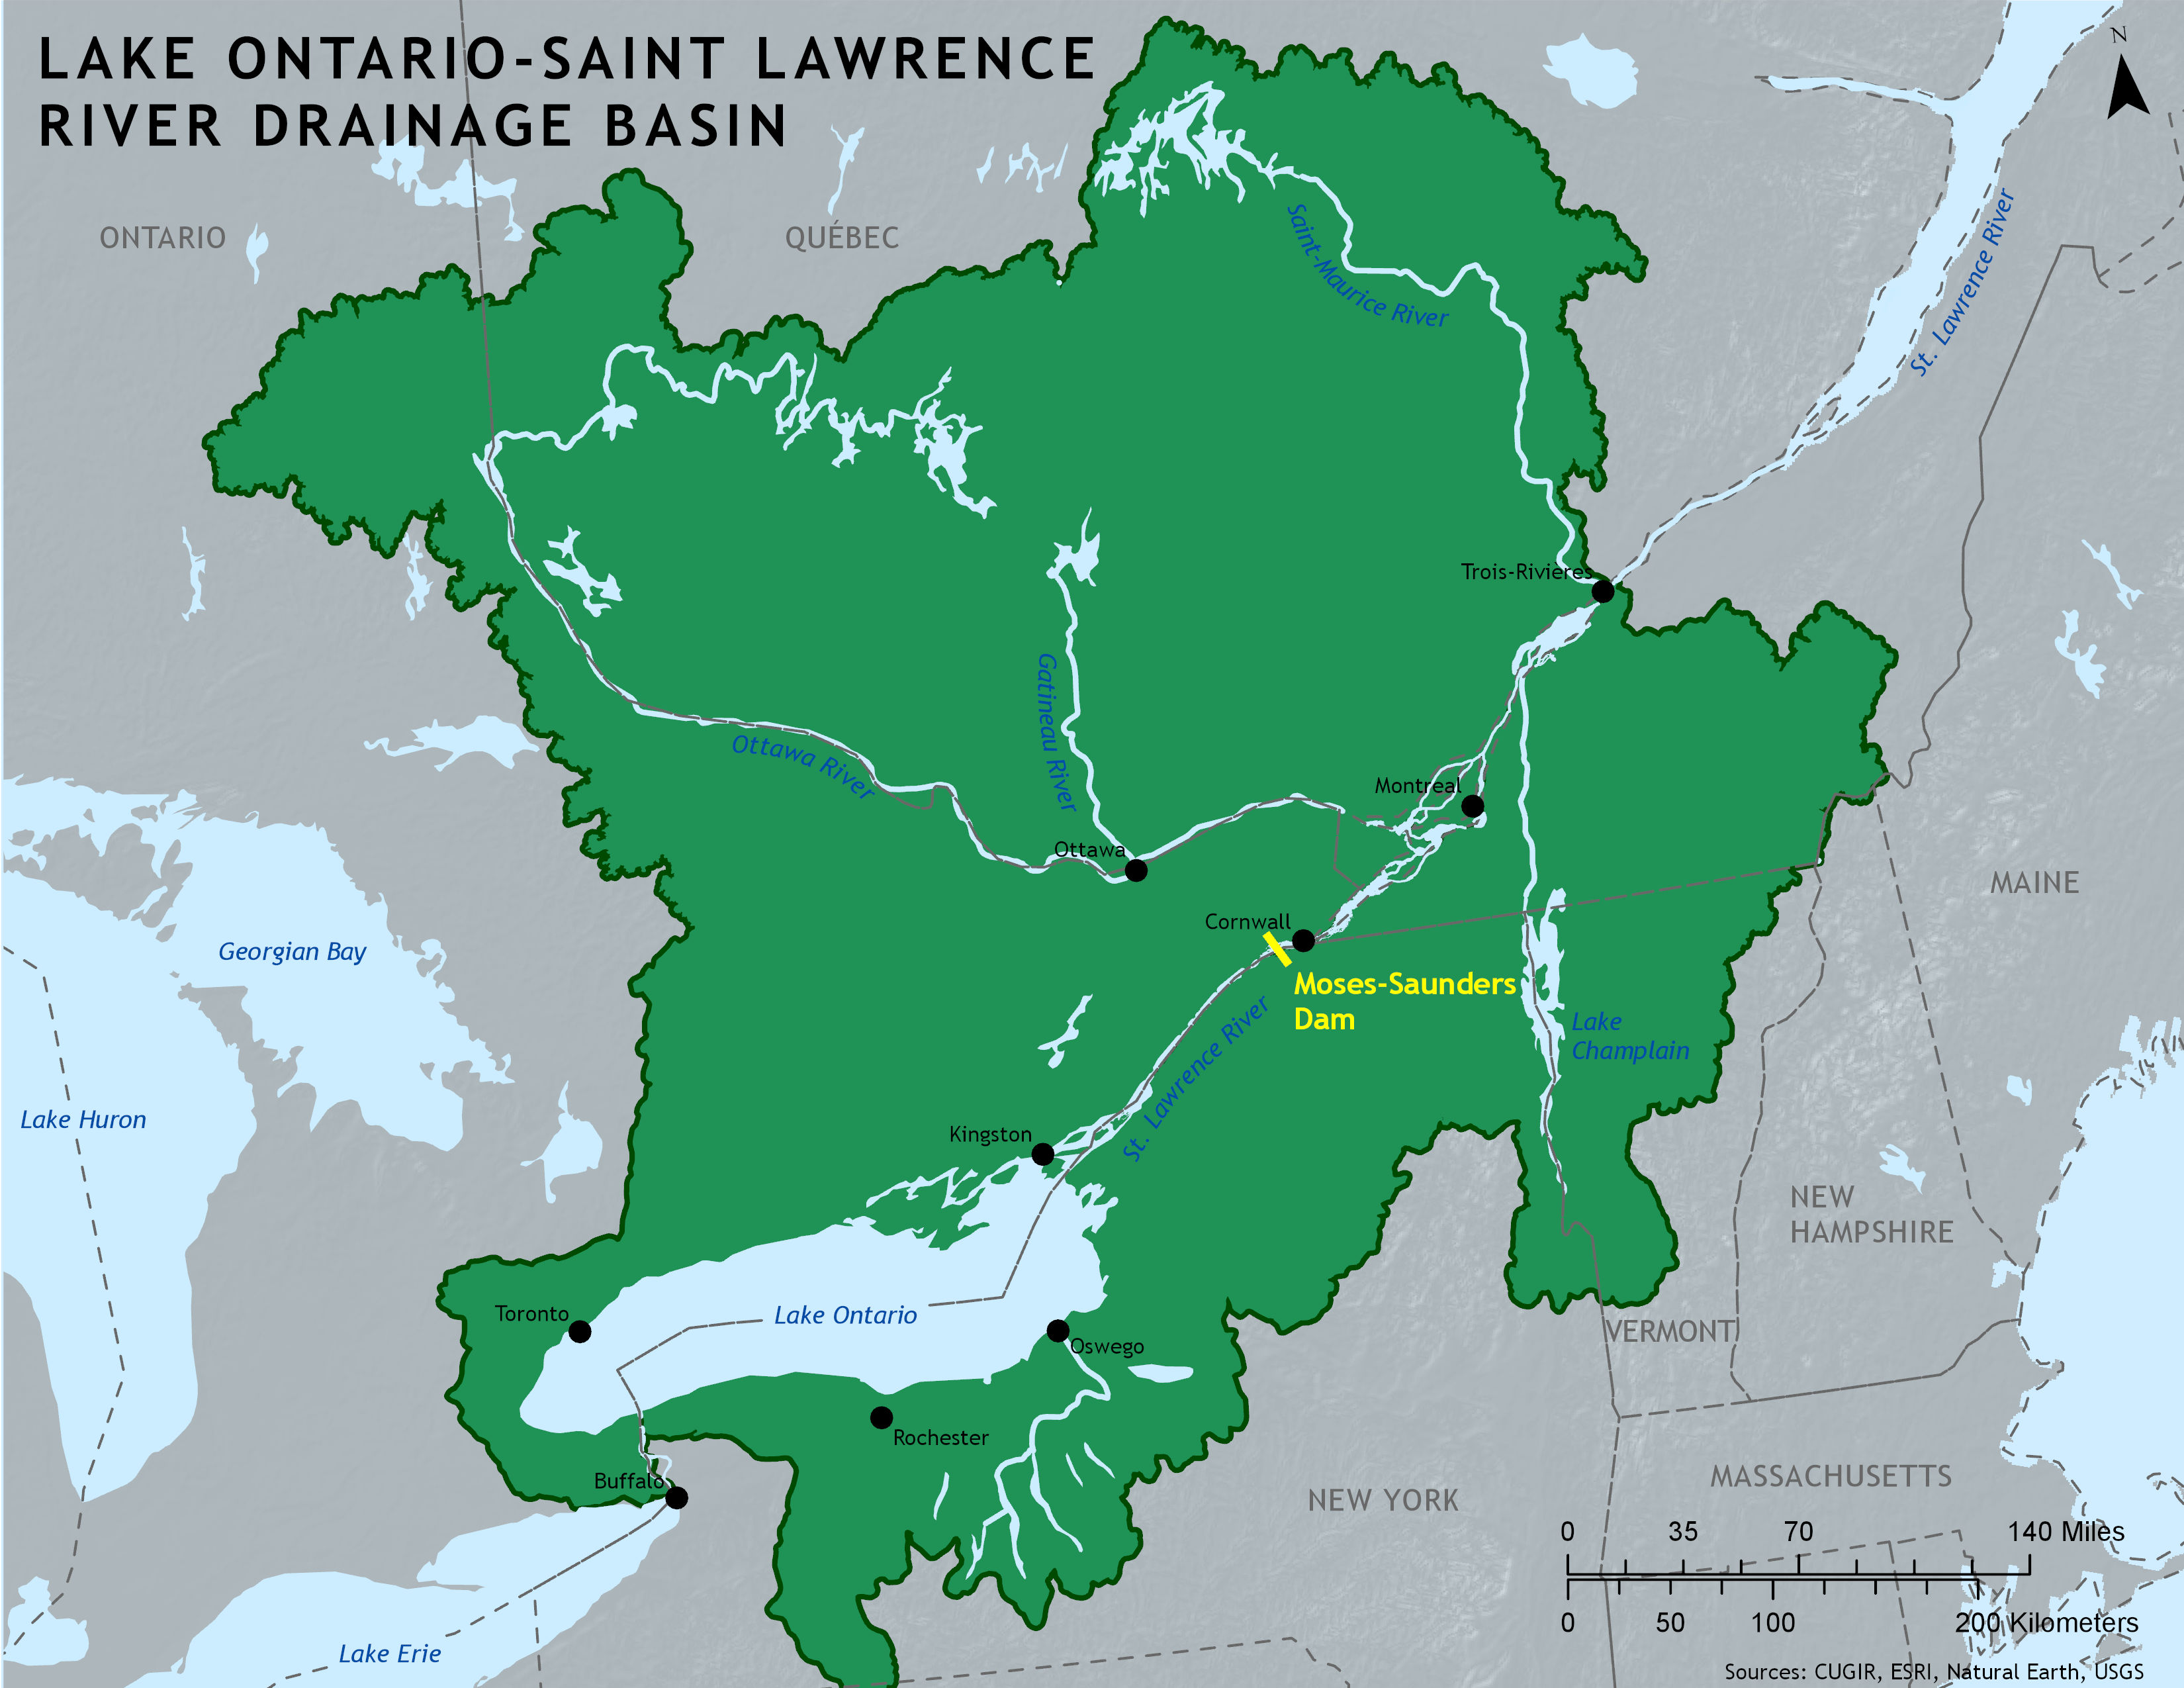 LAKE ONTARIO-SAINT LAWRENCE
RIVER DRAINAGE BASIN
N
ONTARIO
QUÉBEC
Saint-Maurice River
St. Lawrence River
Trois-Rivières
Gatineau River
Ottawa River
Montreal
Ottawa
MAINE
Cornwall
Georgian Bay
Moses-Saunders
Dam
Lake
Champlain
St. Lawrence River
Lake Huron
Kingston
NEW
HAMPSHIRE
Toronto
Lake Ontario
Oswego
VERMONT
Rochester
Buffalo
NEW YORK
MASSACHUSETTS
Lake Erie
0 35 70 140 Miles
0 50 100 200 Kilometers
Sources: CUGIR, ESRI, Natural Earth, USGS